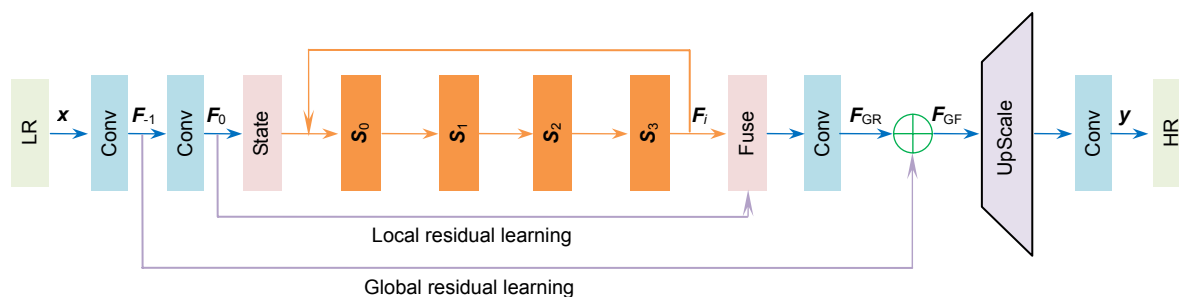 LR
x
Conv
F-1
Conv
F0
State
S0
S1
S2
S3
Fi
Fuse
Conv
FGR
FGF
UpScale
Conv
y
HR
Local residual learning
Global residual learning